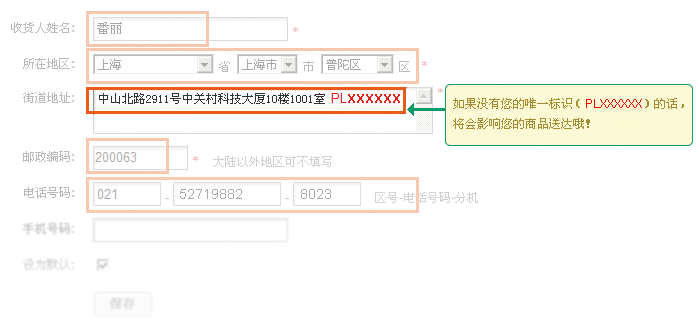 收货人姓名: 番丽 *
所在地区: 上海 省 上海市 市 普陀区 区 *
街道地址: 中山北路2911号中关村科技大厦10楼1001室 PLXXXXXX *
如果没有您的唯一标识( PLXXXXXX )的话，
将会影响您的商品送达哦!
邮政编码: 200063 * 大陆以外地区可不填写
电话号码: 021 - 52719882 - 8023 区号-电话号码-分机
手机号码:
设为默认:
保存